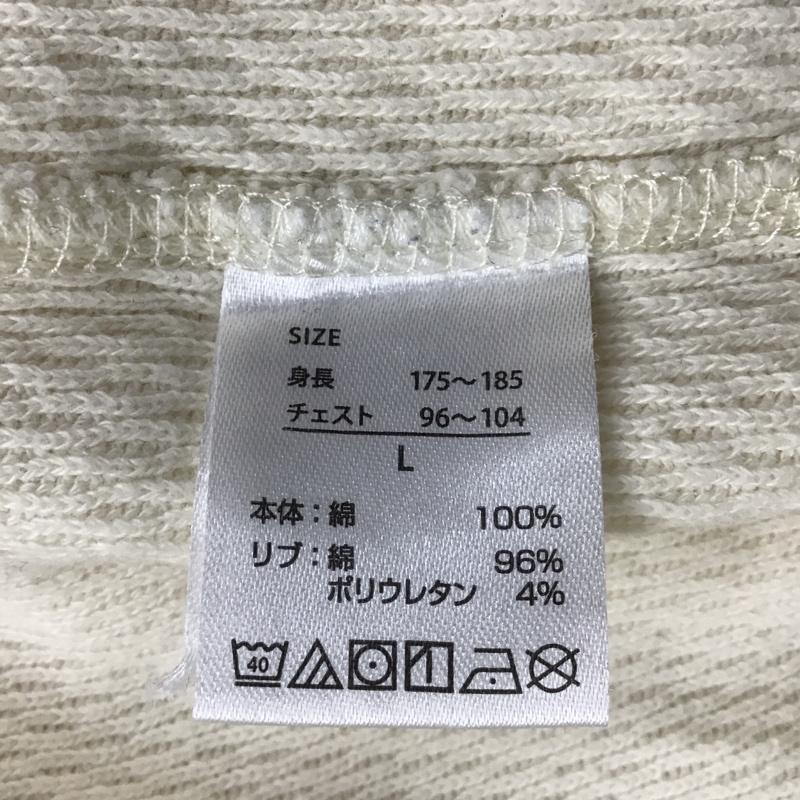 SIZE
身長 175～185
チェスト 96～104
L
本体：綿 100%
リブ：綿 96%
ポリウレタン 4%
40